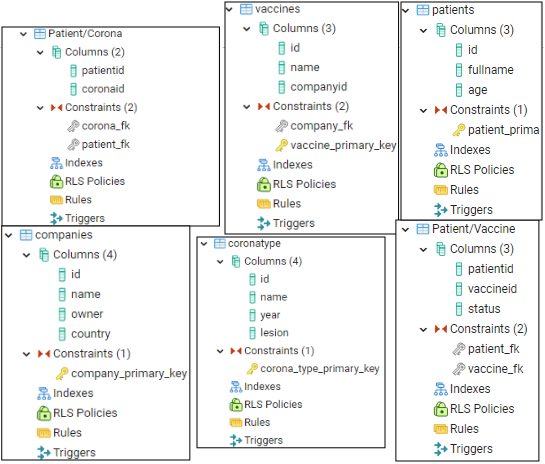 Patient/Corona
Columns (2)
patientid
coronaid
Constraints (2)
corona_fk
patient_fk
Indexes
RLS Policies
Rules
Triggers
vaccines
Columns (3)
id
name
companyid
Constraints (2)
company_fk
vaccine_primary_key
Indexes
RLS Policies
Rules
Triggers
patients
Columns (3)
id
fullname
age
Constraints (1)
patient_prima
Indexes
RLS Policies
Rules
Triggers
companies
Columns (4)
id
name
owner
country
Constraints (1)
company_primary_key
Indexes
RLS Policies
Rules
Triggers
coronatype
Columns (4)
id
name
year
lesion
Constraints (1)
corona_type_primary_key
Indexes
RLS Policies
Rules
Triggers
Patient/Vaccine
Columns (3)
patientid
vaccineid
status
Constraints (2)
patient_fk
vaccine_fk
Indexes
RLS Policies
Rules
Triggers